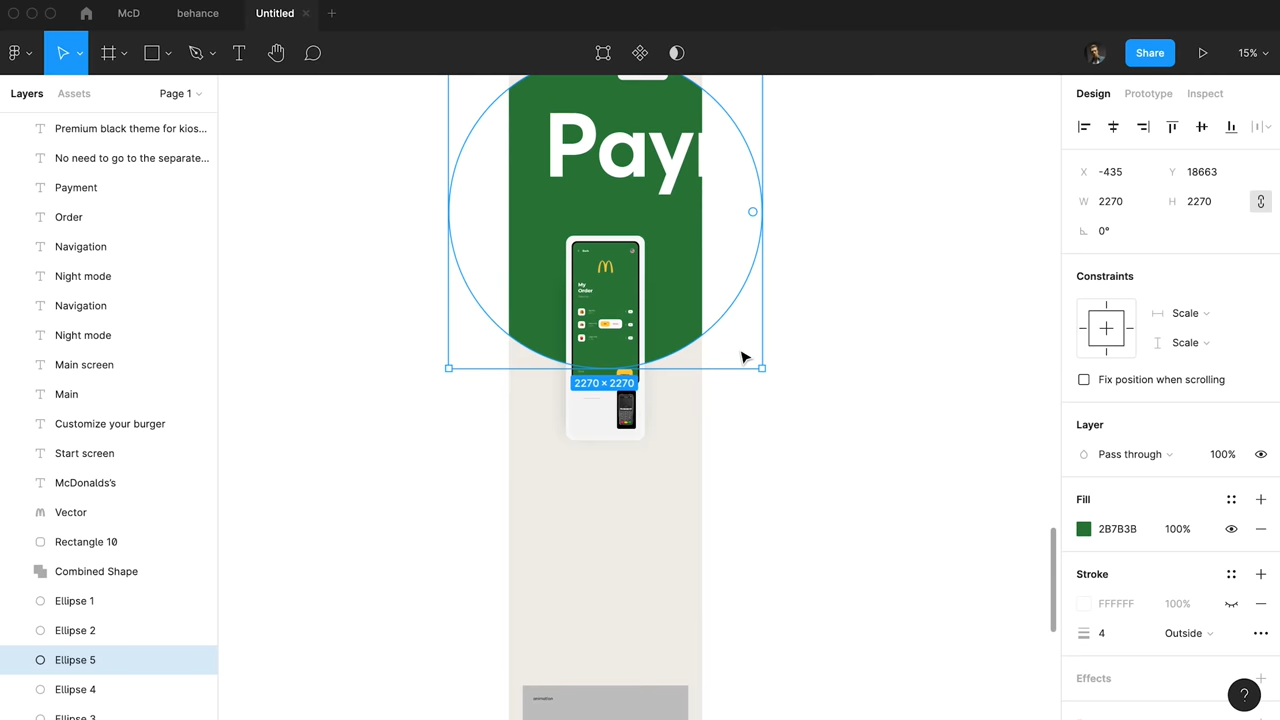 McD
behance
Untitled
Share
15%
Layers
Assets
Page 1
Premium black theme for kios...
No need to go to the separate...
Payment
Order
Navigation
Night mode
Navigation
Night mode
Main screen
Main
Customize your burger
Start screen
McDonalds's
Vector
Rectangle 10
Combined Shape
Ellipse 1
Ellipse 2
Ellipse 5
Ellipse 4
Ellipse 3
Payr
My
Order
2270 × 2270
animation
Design
Prototype
Inspect
X
-435
Y
18663
W
2270
H
2270
0°
Constraints
Scale
Scale
Fix position when scrolling
Layer
Pass through
100%
Fill
2B7B3B
100%
Stroke
FFFFFF
100%
4
Outside
Effects
?